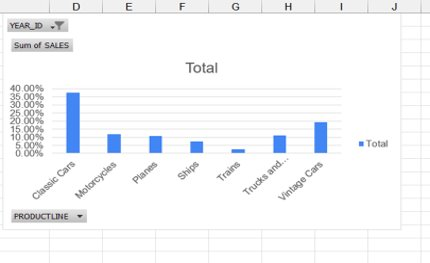 D E F G H I J
YEAR_ID
Sum of SALES
Total
40.00%
35.00%
30.00%
25.00%
20.00%
15.00%
10.00%
5.00%
0.00%
Classic Cars
Motorcycles
Planes
Ships
Trains
Trucks and...
Vintage Cars
Total
PRODUCTLINE